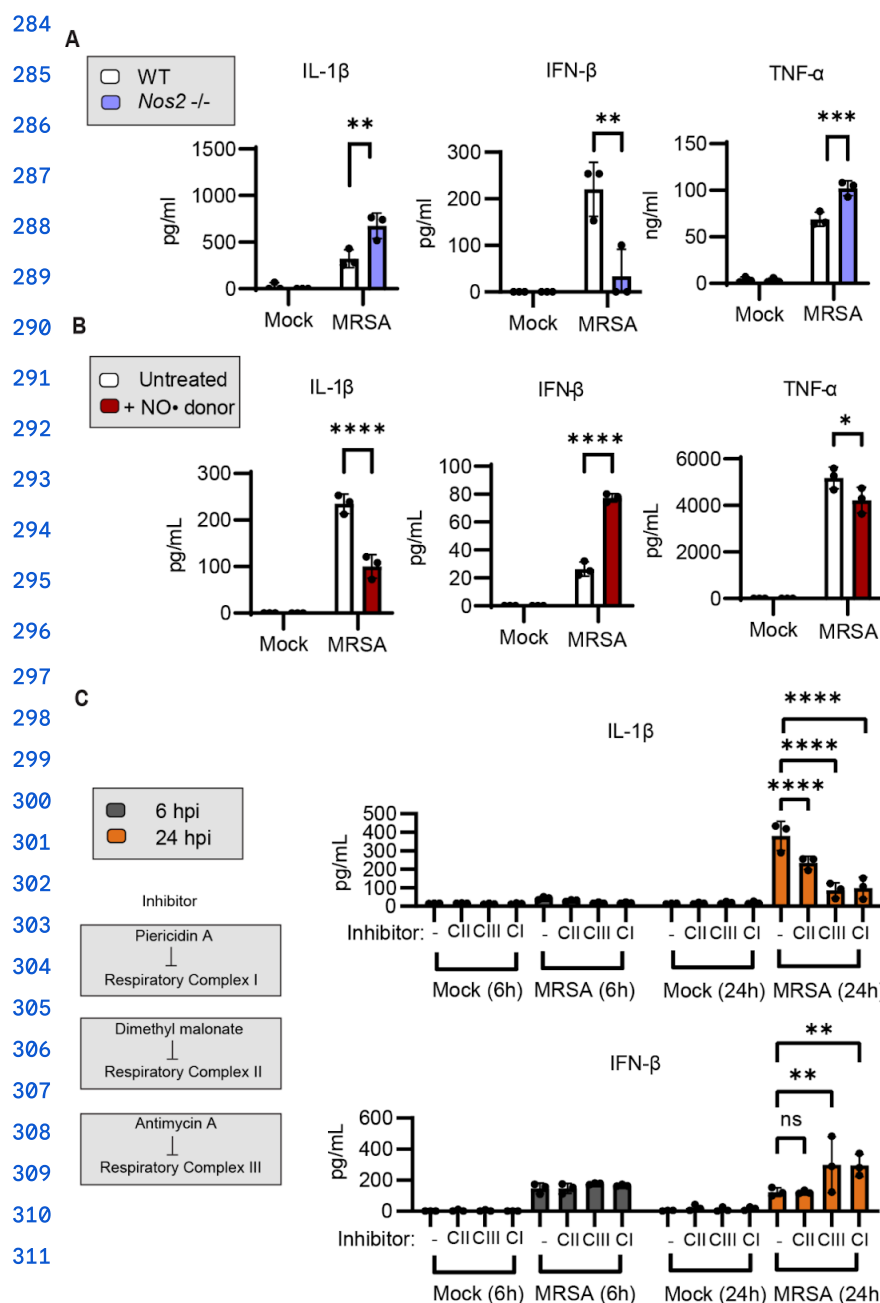 284
A
285
286
287
288
289
290
291
292
293
294
295
296
297
298
299
300
301
302
303
304
305
306
307
308
309
310
311
WT
Nos2 -/-
IL-1β
**
pg/ml
1500
1000
500
0
Mock
MRSA
IFN-β
**
pg/ml
300
200
100
0
Mock
MRSA
TNF-α
***
ng/ml
150
100
50
0
Mock
MRSA
B
Untreated
+ NO• donor
IL-1β
****
pg/mL
300
200
100
0
Mock
MRSA
IFNβ
****
pg/mL
100
80
60
40
20
0
Mock
MRSA
TNF-α
*
pg/mL
6000
4000
2000
0
Mock
MRSA
C
6 hpi
24 hpi
Inhibitor
Piericidin A
Respiratory Complex I
Dimethyl malonate
Respiratory Complex II
Antimycin A
Respiratory Complex III
IL-1β
****
****
****
pg/mL
500
400
300
200
100
0
Inhibitor: - CII CIII CI - CII CIII CI - CII CIII CI - CII CIII CI
Mock (6h) MRSA (6h) Mock (24h) MRSA (24h)
IFN-β
**
**
ns
pg/mL
600
400
200
0
Inhibitor: - CII CIII CI - CII CIII CI - CII CIII CI - CII CIII CI
Mock (6h) MRSA (6h) Mock (24h) MRSA (24h